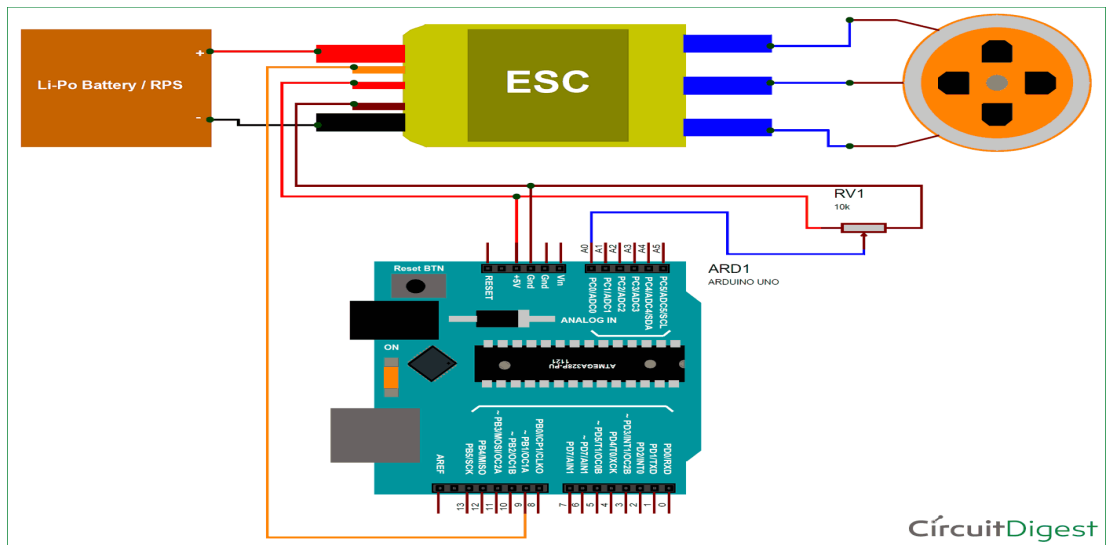 Li-Po Battery / RPS
+
-
ESC
RV1
10k
ARD1
ARDUINO UNO
A0
A1
A2
A3
A4
A5
Reset BTN
RESET
+5V
Gnd
Gnd
Vin
PC0/ADC0
PC1/ADC1
PC2/ADC2
PC3/ADC3
PC4/ADC4/SDA
PC5/ADC5/SCL
ANALOG IN
ON
ATMEGA328P-PU
1121
AREF
PB5/SCK
PB4/MISO
~ PB3/MOSI/OC2A
~ PB2/OC1B
~ PB1/OC1A
PB0/CP1/CLKO
PD7/AIN1
~ PD7/AIN1
~ PD5/T1/OC0B
PD4/T0/XCK
~ PD3/INT1/OC2B
PD2/INT0
PD1/TXD
PD0/RXD
13
12
11
10
9
8
7
6
5
4
3
2
1
0
CircuitDigest